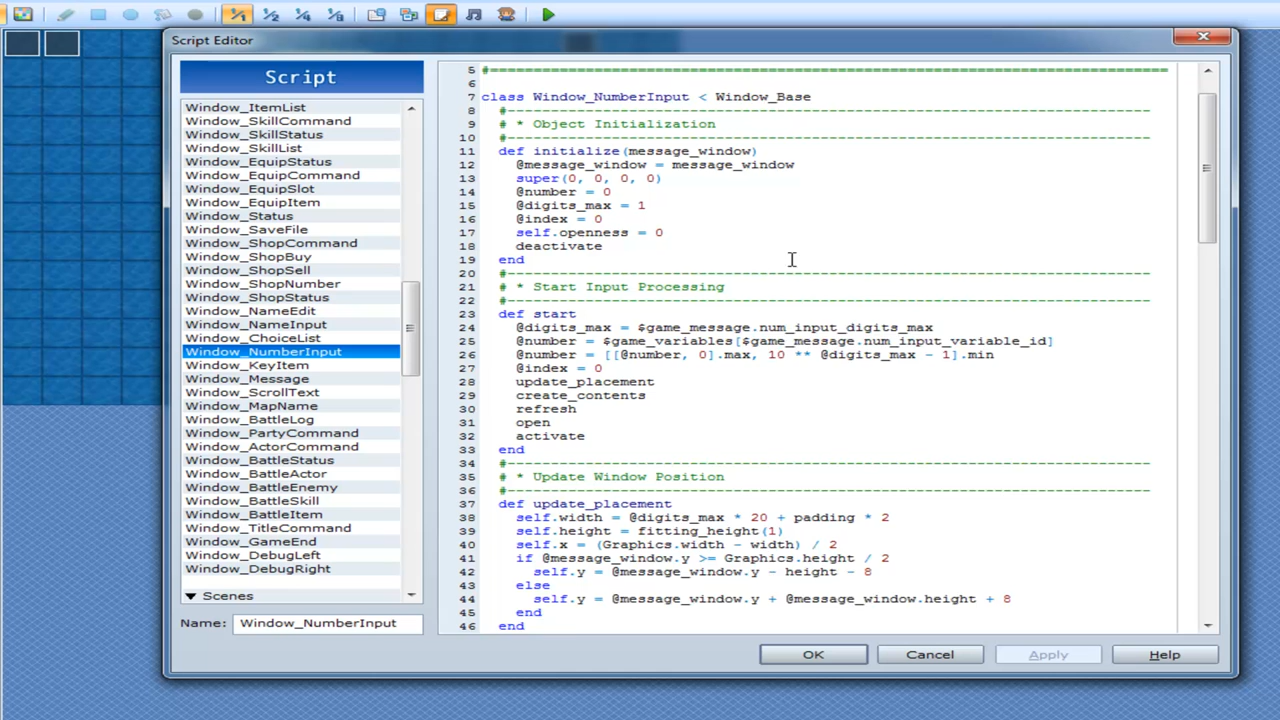 1/1 1/2 1/4 1/8
Script Editor
Script
Window_ItemList
Window_SkillCommand
Window_SkillStatus
Window_SkillList
Window_EquipStatus
Window_EquipCommand
Window_EquipSlot
Window_EquipItem
Window_Status
Window_SaveFile
Window_ShopCommand
Window_ShopBuy
Window_ShopSell
Window_ShopNumber
Window_ShopStatus
Window_NameEdit
Window_NameInput
Window_ChoiceList
Window_NumberInput
Window_KeyItem
Window_Message
Window_ScrollText
Window_MapName
Window_BattleLog
Window_PartyCommand
Window_ActorCommand
Window_BattleStatus
Window_BattleActor
Window_BattleEnemy
Window_BattleSkill
Window_BattleItem
Window_TitleCommand
Window_GameEnd
Window_DebugLeft
Window_DebugRight
▼ Scenes
Name: Window_NumberInput
5 #==============================================================================
6
7 class Window_NumberInput < Window_Base
8   #--------------------------------------------------------------------------
9   # * Object Initialization
10   #--------------------------------------------------------------------------
11   def initialize(message_window)
12     @message_window = message_window
13     super(0, 0, 0, 0)
14     @number = 0
15     @digits_max = 1
16     @index = 0
17     self.openness = 0
18     deactivate
19   end
20   #--------------------------------------------------------------------------
21   # * Start Input Processing
22   #--------------------------------------------------------------------------
23   def start
24     @digits_max = $game_message.num_input_digits_max
25     @number = $game_variables[$game_message.num_input_variable_id]
26     @number = [[@number, 0].max, 10 ** @digits_max - 1].min
27     @index = 0
28     update_placement
29     create_contents
30     refresh
31     open
32     activate
33   end
34   #--------------------------------------------------------------------------
35   # * Update Window Position
36   #--------------------------------------------------------------------------
37   def update_placement
38     self.width = @digits_max * 20 + padding * 2
39     self.height = fitting_height(1)
40     self.x = (Graphics.width - width) / 2
41     if @message_window.y >= Graphics.height / 2
42       self.y = @message_window.y - height - 8
43     else
44       self.y = @message_window.y + @message_window.height + 8
45     end
46   end
OK Cancel Apply Help